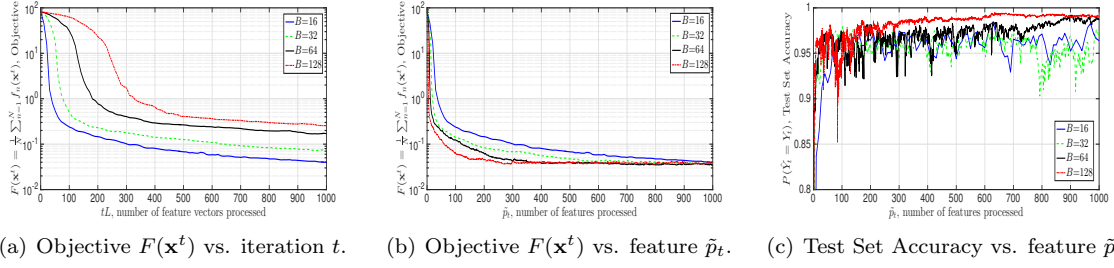 F(x^t) = 1/N ∑_{n=1}^N f_n(x^t), Objective
10^2
10^1
10^0
10^-1
10^-2
0 100 200 300 400 500 600 700 800 900 1000
tL, number of feature vectors processed
B=16
B=32
B=64
B=128
(a) Objective F(x^t) vs. iteration t.
F(x^t) = 1/N ∑_{n=1}^N f_n(x^t), Objective
10^2
10^1
10^0
10^-1
10^-2
0 100 200 300 400 500 600 700 800 900 1000
p̃_t, number of features processed
B=16
B=32
B=64
B=128
(b) Objective F(x^t) vs. feature p̃_t.
P(Ŷ_i = Y_i), Test Set Accuracy
1
0.95
0.9
0.85
0.8
0 100 200 300 400 500 600 700 800 900 1000
p̃_t, number of features processed
B=16
B=32
B=64
B=128
(c) Test Set Accuracy vs. feature p̃